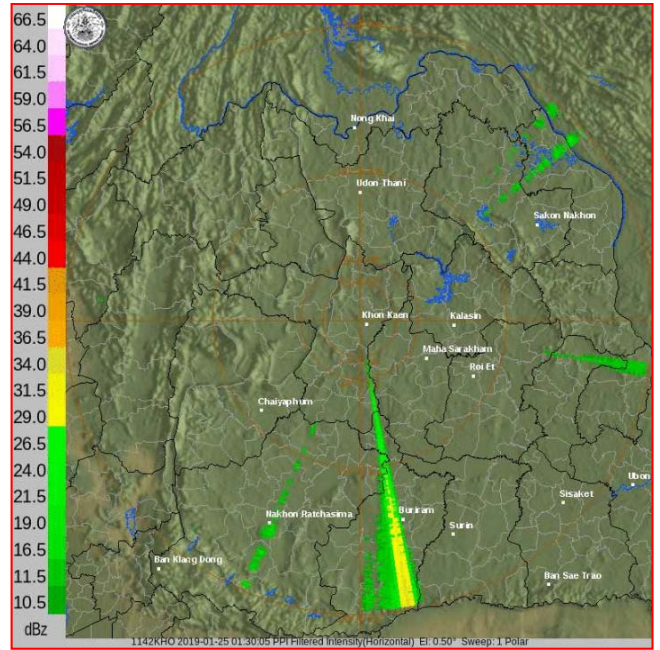 66.5
64.0
61.5
59.0
56.5
54.0
51.5
49.0
46.5
44.0
41.5
39.0
36.5
34.0
31.5
29.0
26.5
24.0
21.5
19.0
16.5
11.5
10.5
dBz
Nong Khai
Udon Thani
Sakon Nakhon
Khon Kaen
Kalasin
Maha Sarakham
Roi Et
Chaiyaphum
Ubon
Sisaket
Nakhon Ratchasima
Buriram
Surin
Ban Klang Dong
Ban Sae Trao
1142KHO 2019-01-25 01:30:05 PPI Filtered Intensity(Horizontal) El: 0.50° Sweep: 1 Polar